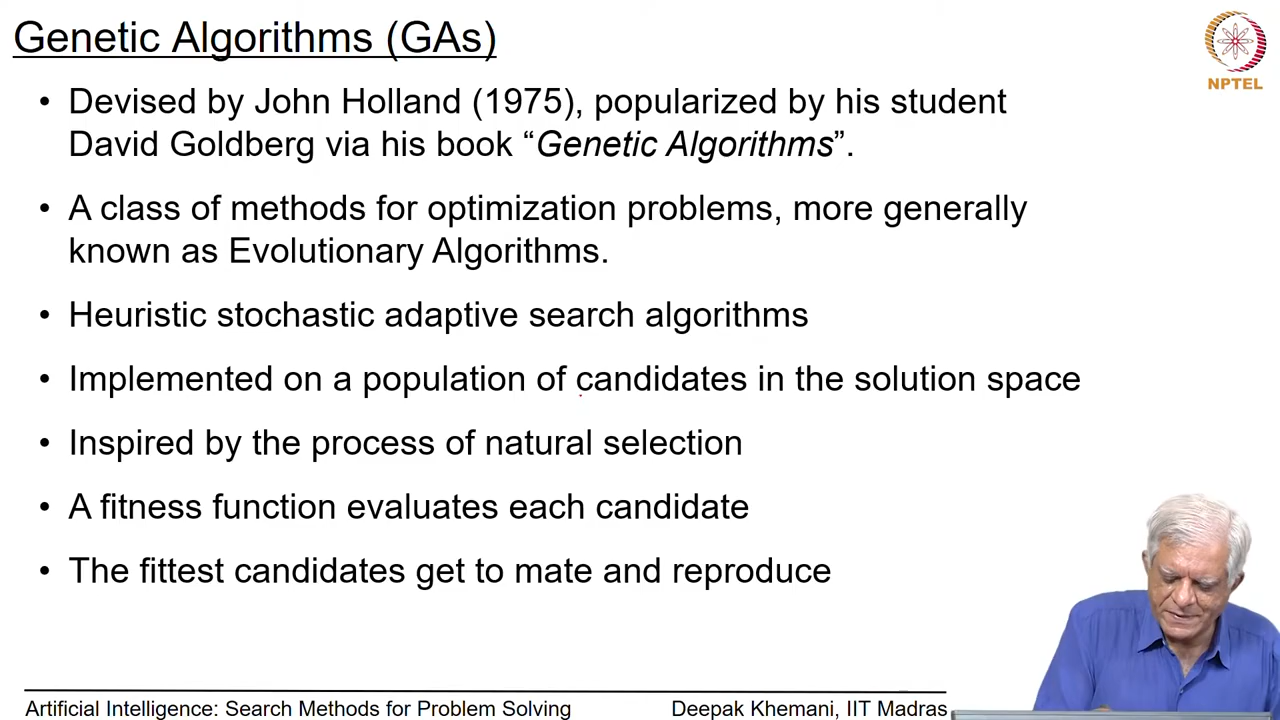 Genetic Algorithms (GAs)
NPTEL
• Devised by John Holland (1975), popularized by his student
David Goldberg via his book “Genetic Algorithms”.
• A class of methods for optimization problems, more generally
known as Evolutionary Algorithms.
• Heuristic stochastic adaptive search algorithms
• Implemented on a population of candidates in the solution space
• Inspired by the process of natural selection
• A fitness function evaluates each candidate
• The fittest candidates get to mate and reproduce
Artificial Intelligence: Search Methods for Problem Solving
Deepak Khemani, IIT Madras